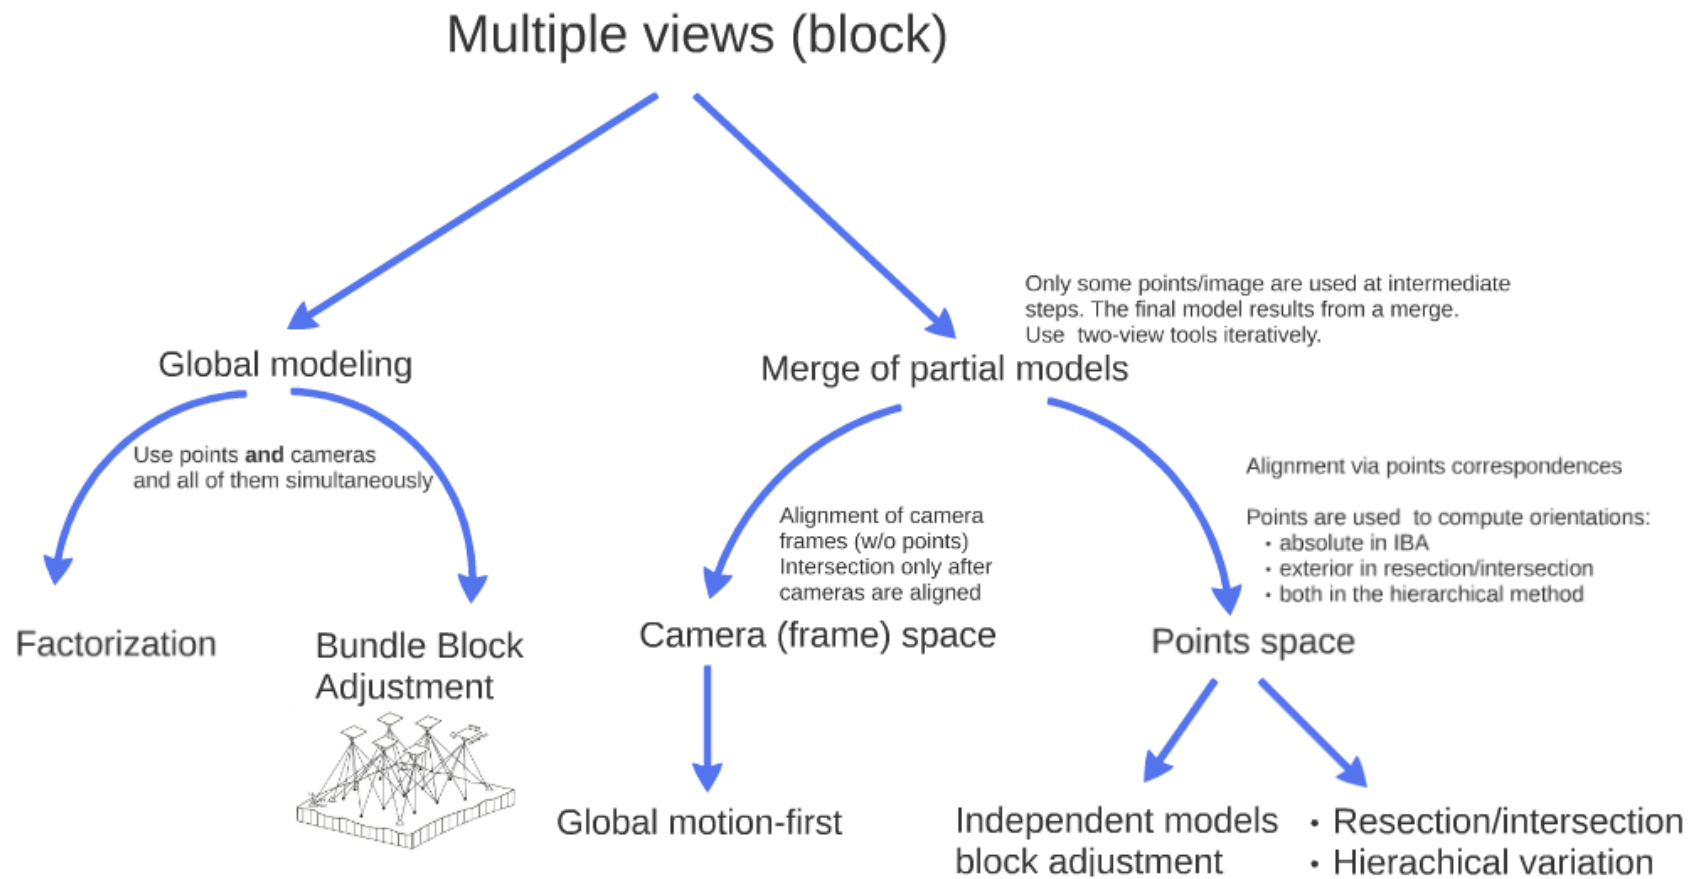 Multiple views (block)
Only some points/image are used at intermediate
steps. The final model results from a merge.
Use two-view tools iteratively.
Global modeling
Merge of partial models
Use points and cameras
and all of them simultaneously
Alignment of camera
frames (w/o points)
Intersection only after
cameras are aligned
Alignment via points correspondences
Points are used to compute orientations:
• absolute in IBA
• exterior in resection/intersection
• both in the hierarchical method
Factorization
Bundle Block
Adjustment
Camera (frame) space
Points space
Global motion-first
Independent models
block adjustment
• Resection/intersection
• Hierachical variation